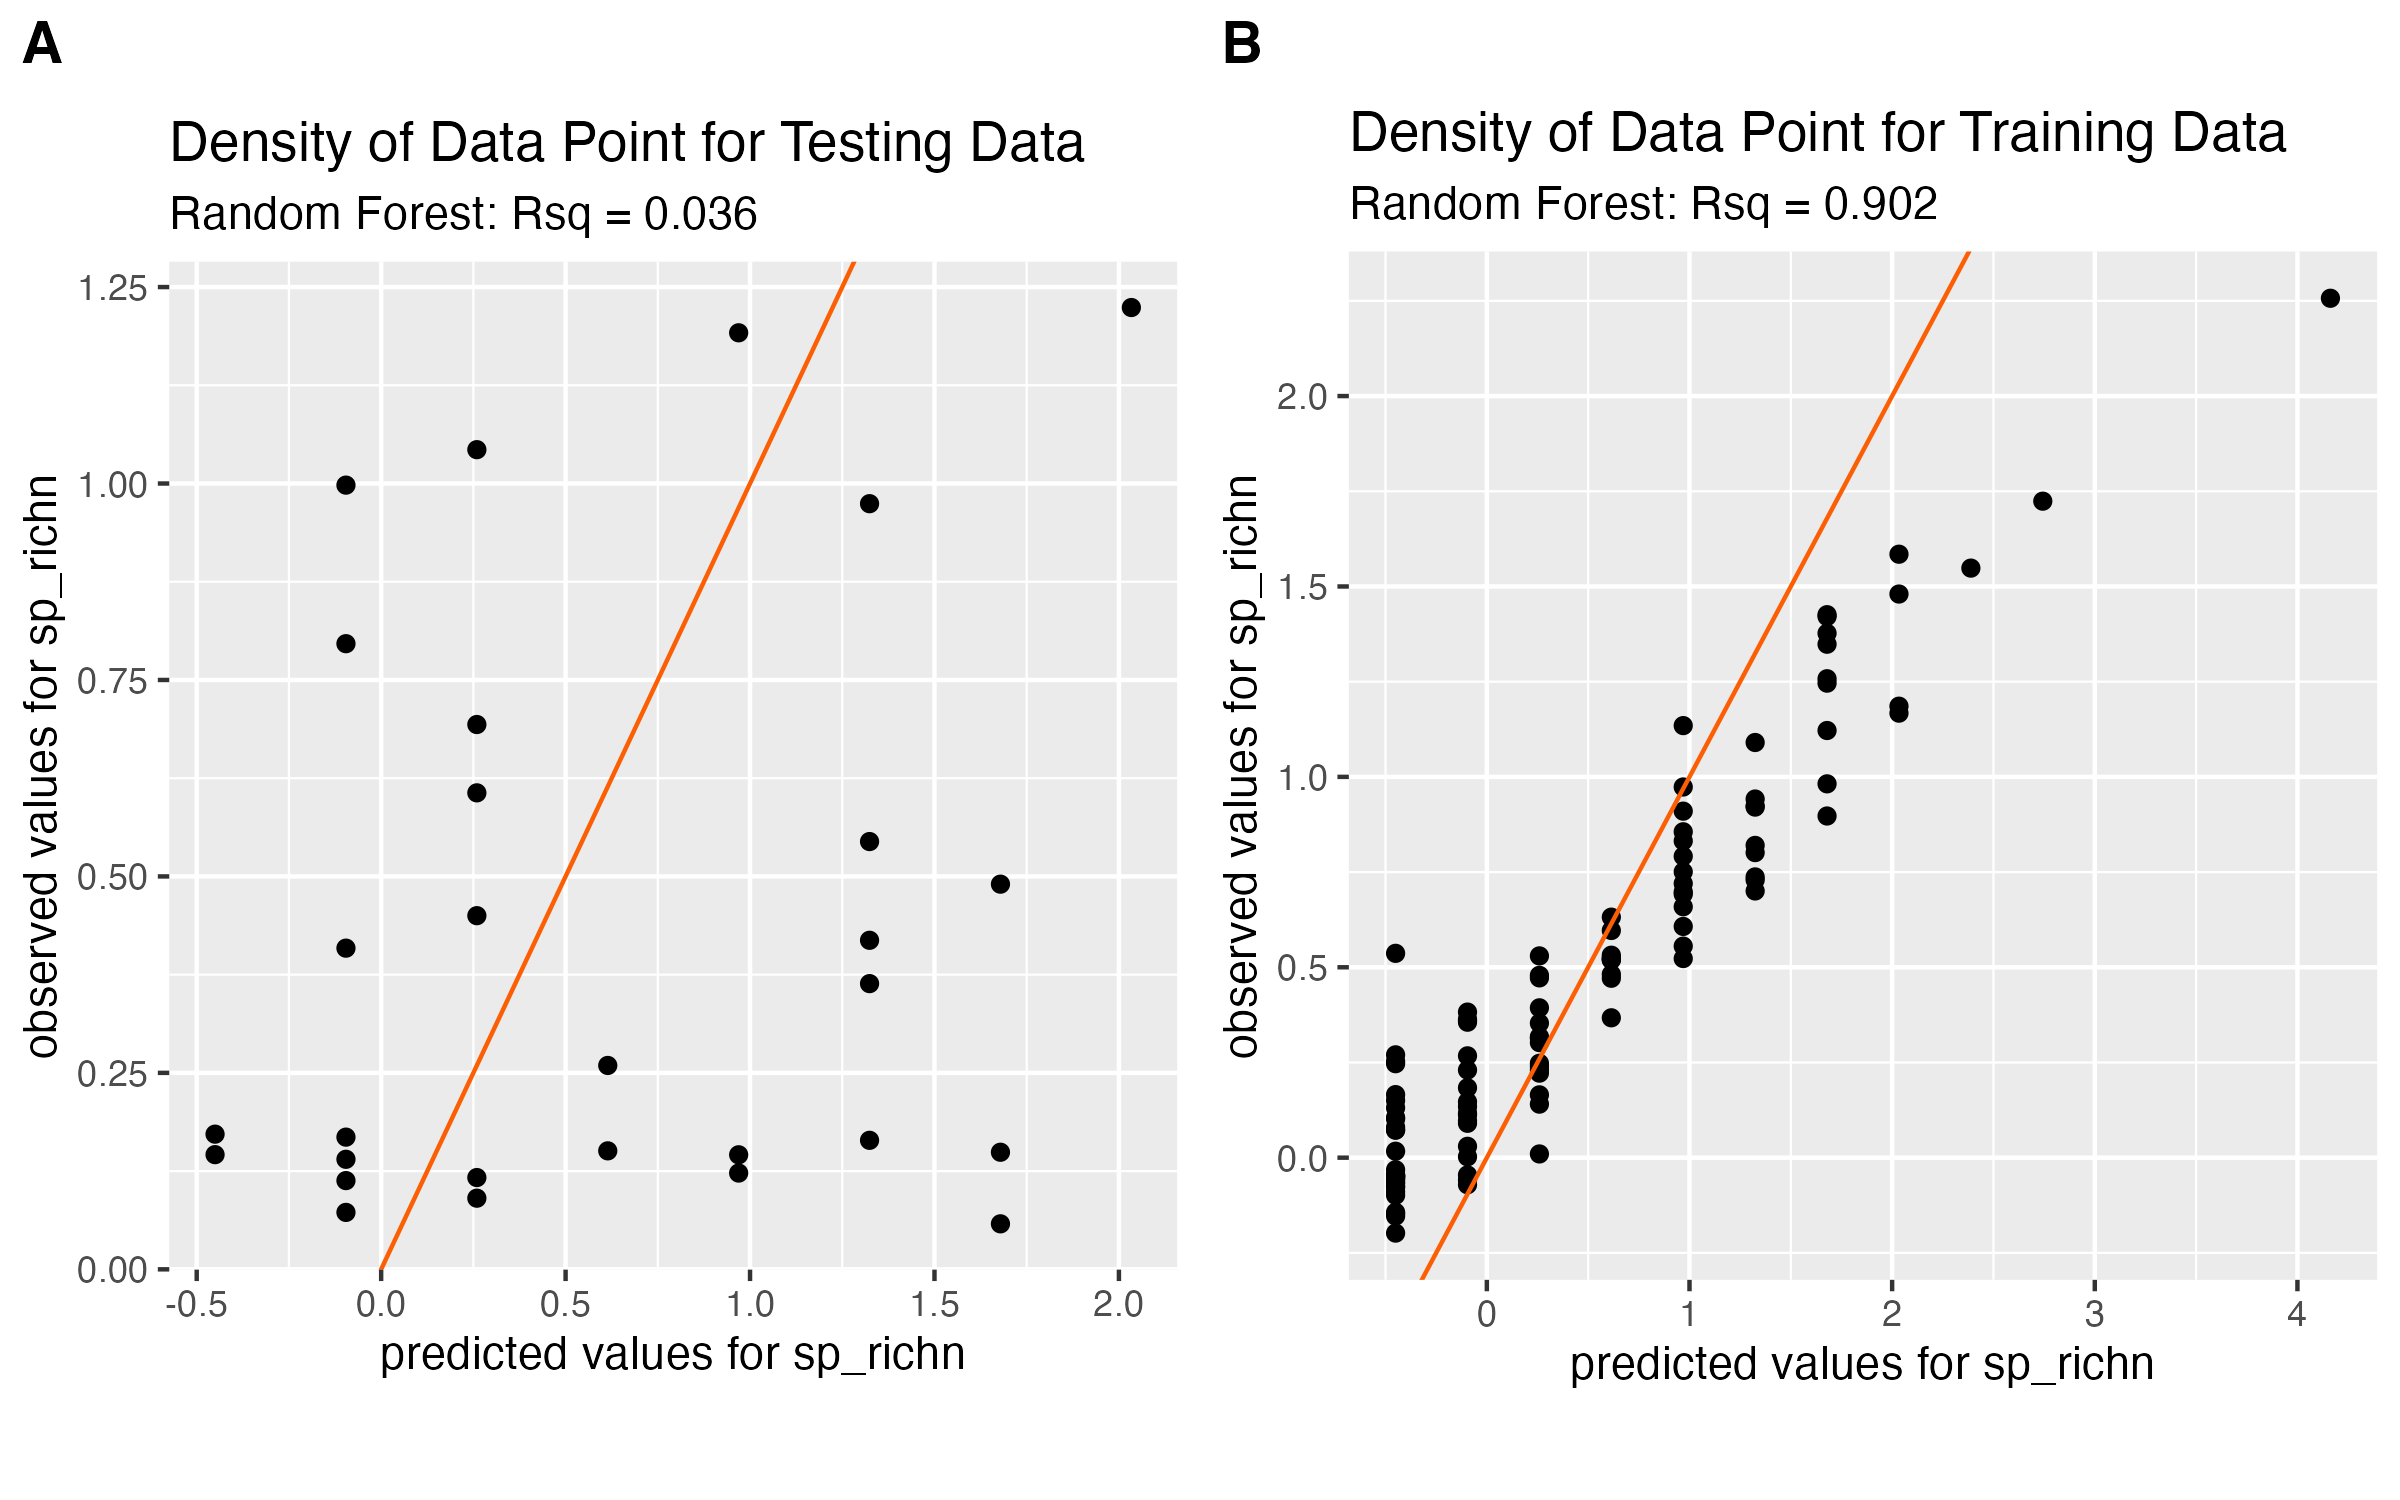 A
Density of Data Point for Testing Data
Random Forest: Rsq = 0.036
1.25
1.00
0.75
0.50
0.25
0.00
observed values for sp_richn
-0.5 0.0 0.5 1.0 1.5 2.0
predicted values for sp_richn
B
Density of Data Point for Training Data
Random Forest: Rsq = 0.902
2.0
1.5
1.0
0.5
0.0
observed values for sp_richn
0 1 2 3 4
predicted values for sp_richn